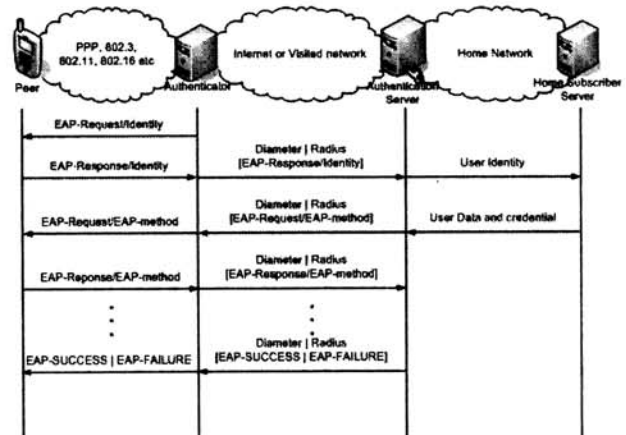 PPP, 802.3,
802.11, 802.16 etc
Internet or Visited network
Home Network
Peer
Authenticator
Authentication
Server
Home Subscriber
Server
EAP-Request/Identity
EAP-Response/Identity
Diameter | Radius
[EAP-Response/Identity]
User Identity
EAP-Request/EAP-method
Diameter | Radius
[EAP-Request/EAP-method]
User Data and credential
EAP-Reponse/EAP-method
Diameter | Radius
[EAP-Response/EAP-method]
EAP-SUCCESS | EAP-FAILURE
Diameter | Radius
[EAP-SUCCESS | EAP-FAILURE]